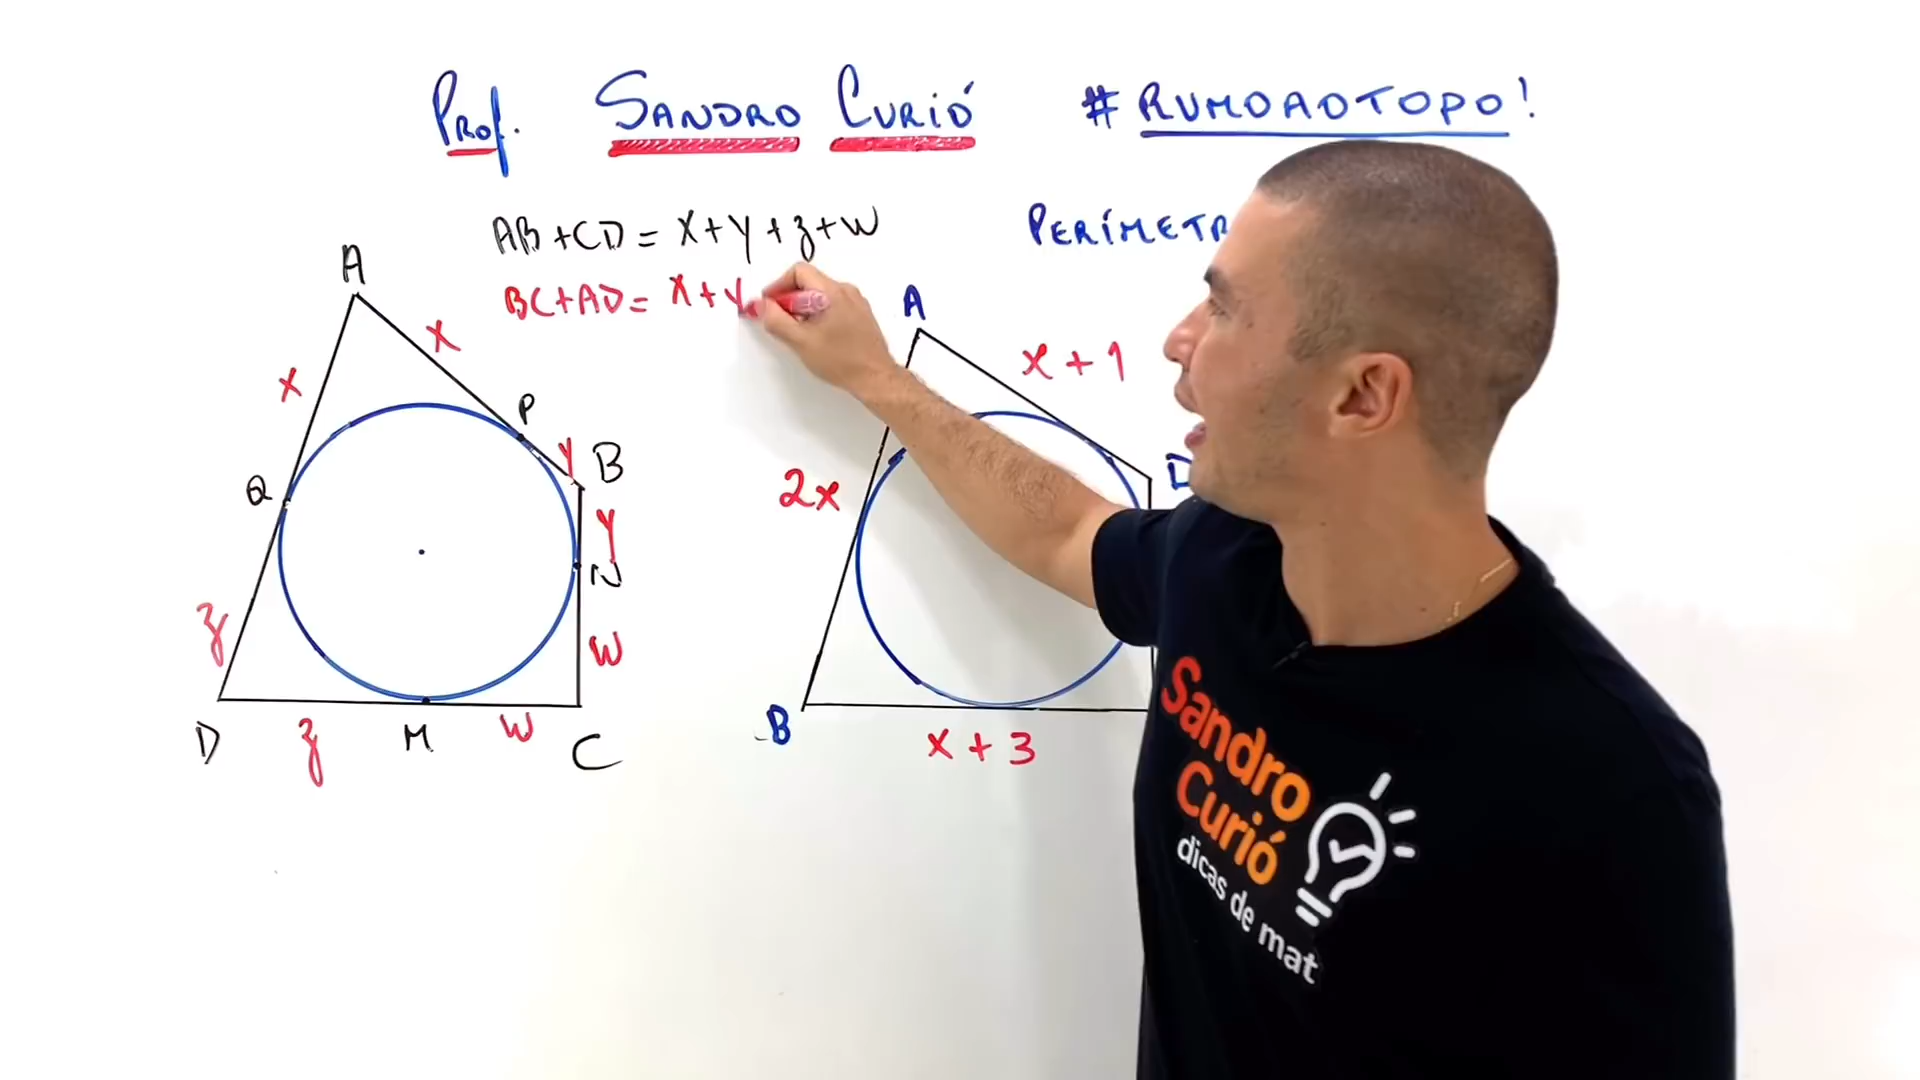 Prof. SANDRO CURIÓ #RUMOAOTOPO!
AB+CD=X+Y+z+W
BC+AD=X+Y
PERÍMETR
A
X
X
P
Y
B
Q
Y
N
z
W
D
z
M
W
C
A
x+1
D
2x
B
x+3
Sandro
Curió
dicas de mat